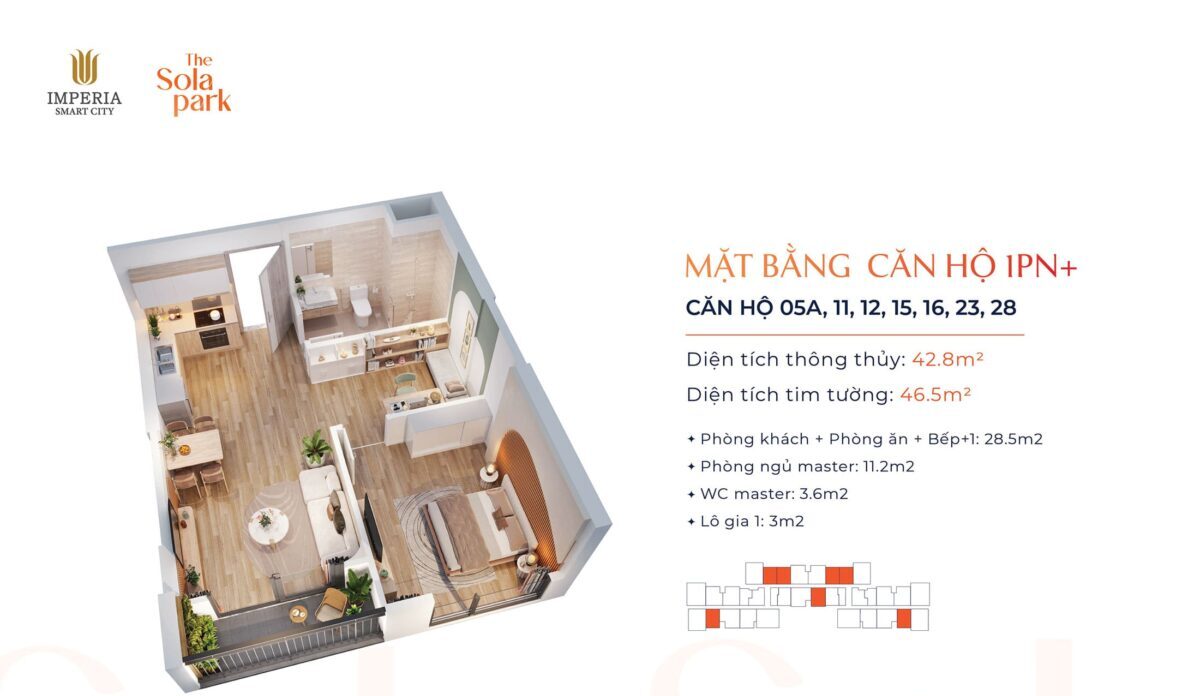 IMPERIA
SMART CITY
The
Sola
park
MẶT BẰNG CĂN HỘ 1PN+
CĂN HỘ 05A, 11, 12, 15, 16, 23, 28
Diện tích thông thủy: 42.8m²
Diện tích tim tường: 46.5m²
✦ Phòng khách + Phòng ăn + Bếp+1: 28.5m2
✦ Phòng ngủ master: 11.2m2
✦ WC master: 3.6m2
✦ Lô gia 1: 3m2